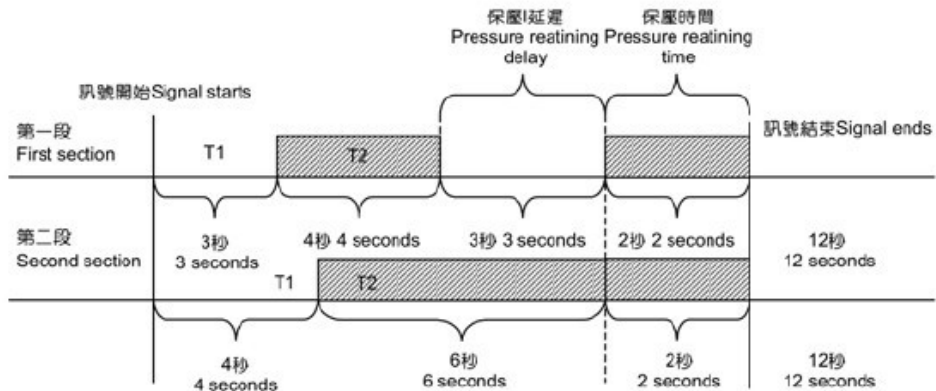 保壓I延遲
Pressure reatining
delay
保壓時間
Pressure reatining
time
訊號開始Signal starts
訊號結束Signal ends
第一段
First section
T1
T2
3秒
3 seconds
4秒 4 seconds
3秒 3 seconds
2秒 2 seconds
12秒
12 seconds
第二段
Second section
T1
T2
4秒
4 seconds
6秒
6 seconds
2秒
2 seconds
12秒
12 seconds